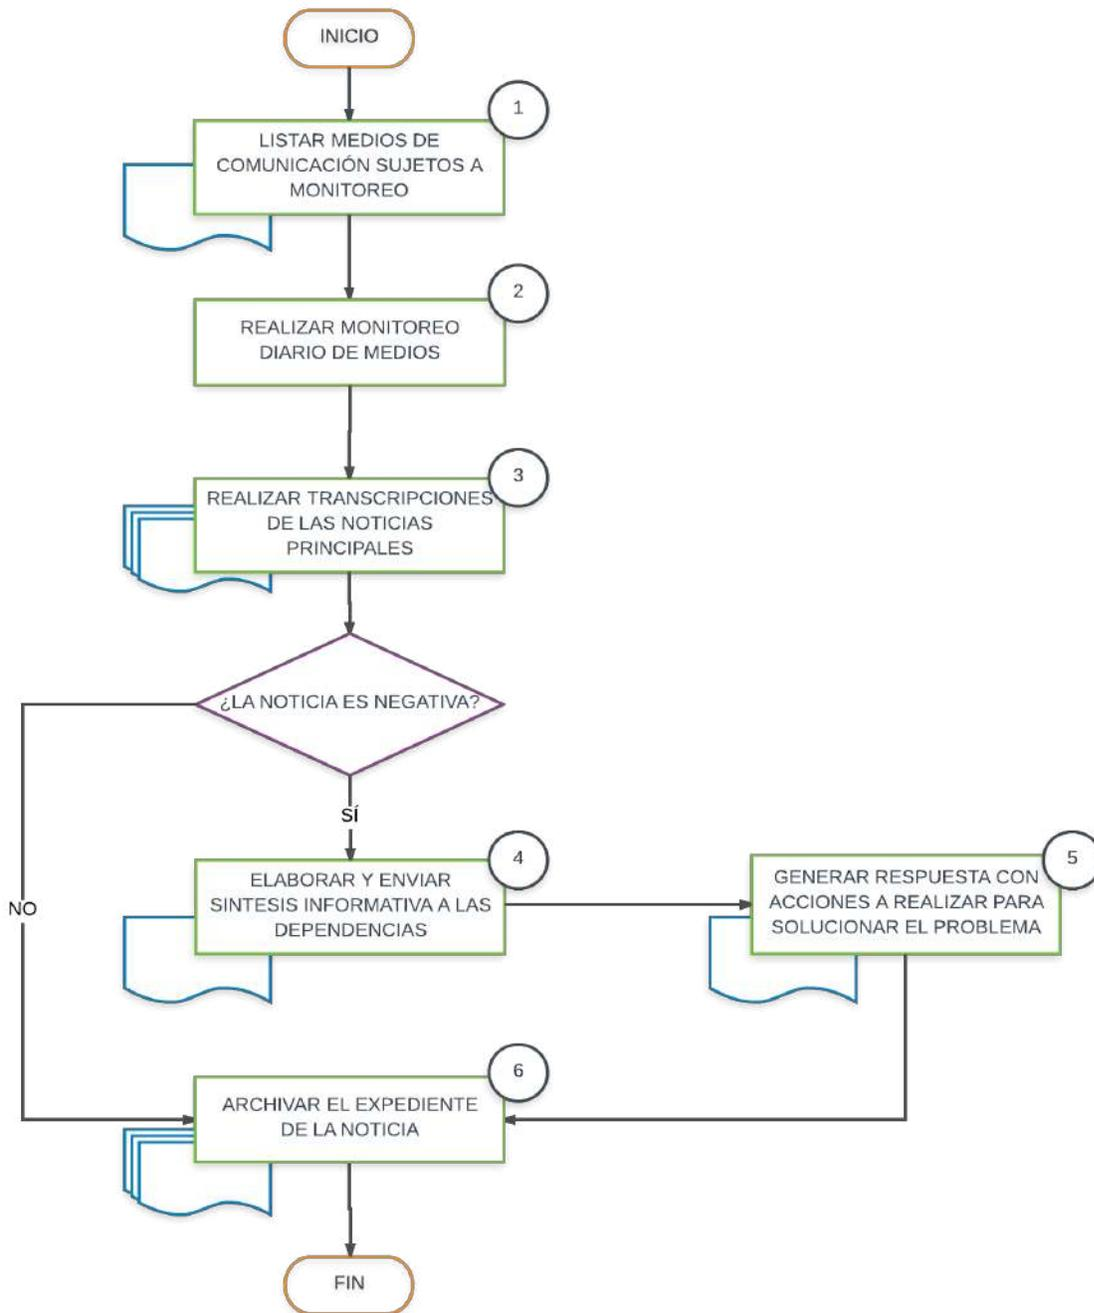 INICIO
1
LISTAR MEDIOS DE
COMUNICACIÓN SUJETOS A
MONITOREO
2
REALIZAR MONITOREO
DIARIO DE MEDIOS
3
REALIZAR TRANSCRIPCIONES
DE LAS NOTICIAS
PRINCIPALES
¿LA NOTICIA ES NEGATIVA?
SÍ
NO
4
ELABORAR Y ENVIAR
SINTESIS INFORMATIVA A LAS
DEPENDENCIAS
5
GENERAR RESPUESTA CON
ACCIONES A REALIZAR PARA
SOLUCIONAR EL PROBLEMA
6
ARCHIVAR EL EXPEDIENTE
DE LA NOTICIA
FIN